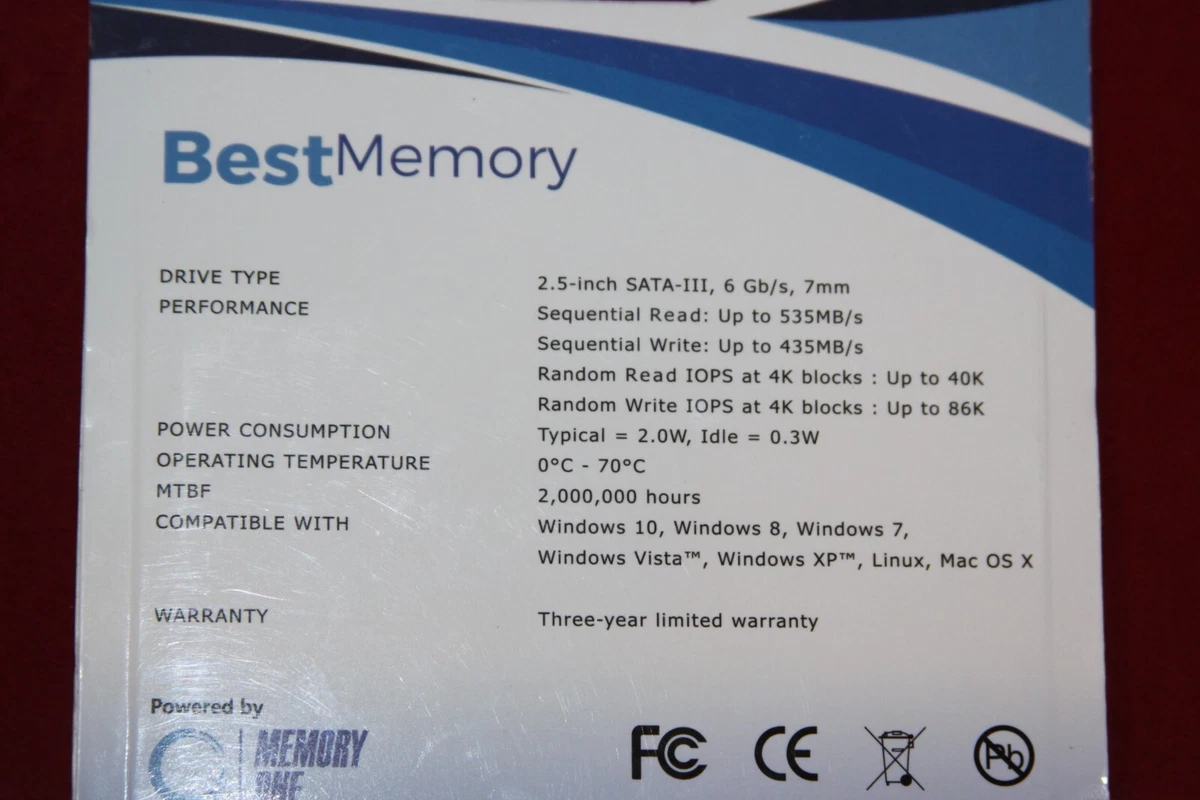 BestMemory
DRIVE TYPE 2.5-inch SATA-III, 6 Gb/s, 7mm
PERFORMANCE Sequential Read: Up to 535MB/s
Sequential Write: Up to 435MB/s
Random Read IOPS at 4K blocks : Up to 40K
Random Write IOPS at 4K blocks : Up to 86K
POWER CONSUMPTION Typical = 2.0W, Idle = 0.3W
OPERATING TEMPERATURE 0°C - 70°C
MTBF 2,000,000 hours
COMPATIBLE WITH Windows 10, Windows 8, Windows 7,
Windows Vista™, Windows XP™, Linux, Mac OS X
WARRANTY Three-year limited warranty
Powered by
MEMORY
ONE
FC CE Pb